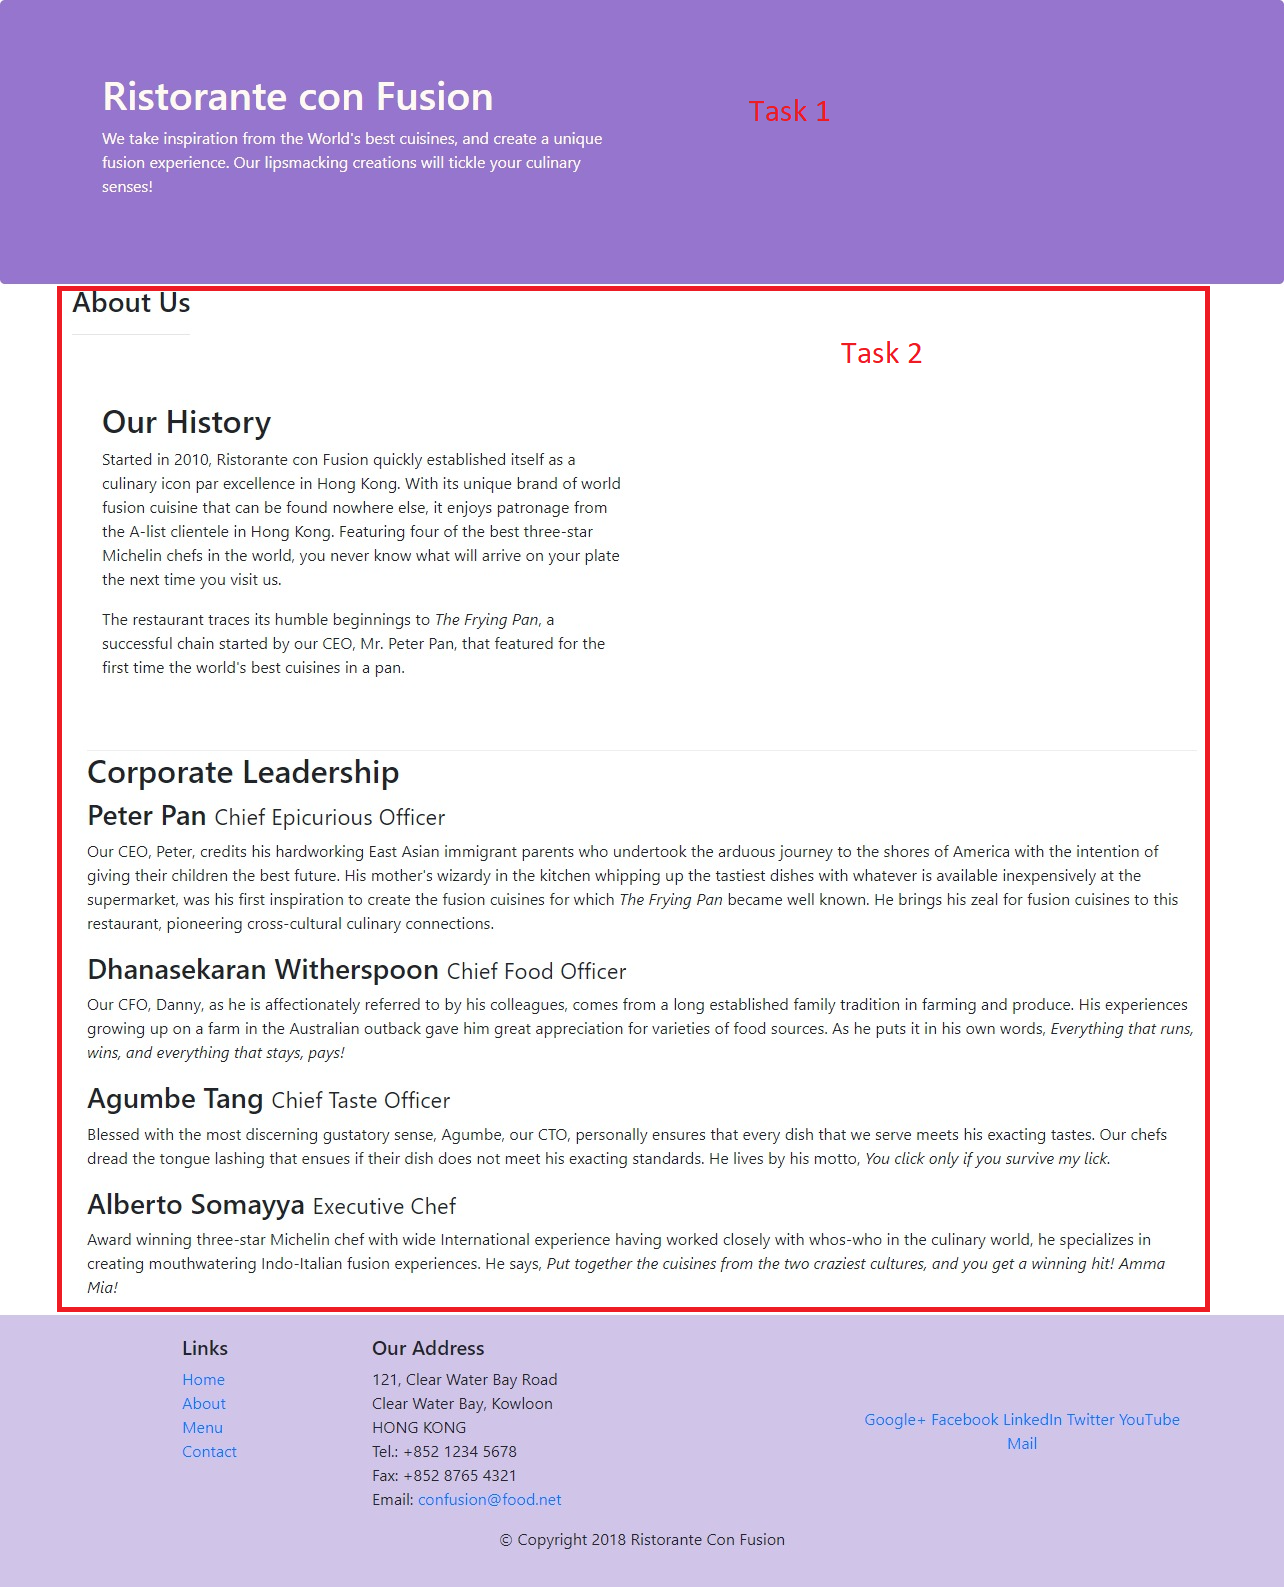 Ristorante con Fusion
Task 1
We take inspiration from the World's best cuisines, and create a unique
fusion experience. Our lipsmacking creations will tickle your culinary
senses!
About Us
Task 2
Our History
Started in 2010, Ristorante con Fusion quickly established itself as a
culinary icon par excellence in Hong Kong. With its unique brand of world
fusion cuisine that can be found nowhere else, it enjoys patronage from
the A-list clientele in Hong Kong. Featuring four of the best three-star
Michelin chefs in the world, you never know what will arrive on your plate
the next time you visit us.
The restaurant traces its humble beginnings to The Frying Pan, a
successful chain started by our CEO, Mr. Peter Pan, that featured for the
first time the world's best cuisines in a pan.
Corporate Leadership
Peter Pan Chief Epicurious Officer
Our CEO, Peter, credits his hardworking East Asian immigrant parents who undertook the arduous journey to the shores of America with the intention of
giving their children the best future. His mother's wizardy in the kitchen whipping up the tastiest dishes with whatever is available inexpensively at the
supermarket, was his first inspiration to create the fusion cuisines for which The Frying Pan became well known. He brings his zeal for fusion cuisines to this
restaurant, pioneering cross-cultural culinary connections.
Dhanasekaran Witherspoon Chief Food Officer
Our CFO, Danny, as he is affectionately referred to by his colleagues, comes from a long established family tradition in farming and produce. His experiences
growing up on a farm in the Australian outback gave him great appreciation for varieties of food sources. As he puts it in his own words, Everything that runs,
wins, and everything that stays, pays!
Agumbe Tang Chief Taste Officer
Blessed with the most discerning gustatory sense, Agumbe, our CTO, personally ensures that every dish that we serve meets his exacting tastes. Our chefs
dread the tongue lashing that ensues if their dish does not meet his exacting standards. He lives by his motto, You click only if you survive my lick.
Alberto Somayya Executive Chef
Award winning three-star Michelin chef with wide International experience having worked closely with whos-who in the culinary world, he specializes in
creating mouthwatering Indo-Italian fusion experiences. He says, Put together the cuisines from the two craziest cultures, and you get a winning hit! Amma
Mia!
Links
Home
About
Menu
Contact
Our Address
121, Clear Water Bay Road
Clear Water Bay, Kowloon
HONG KONG
Tel.: +852 1234 5678
Fax: +852 8765 4321
Email: confusion@food.net
Google+ Facebook LinkedIn Twitter YouTube
Mail
© Copyright 2018 Ristorante Con Fusion